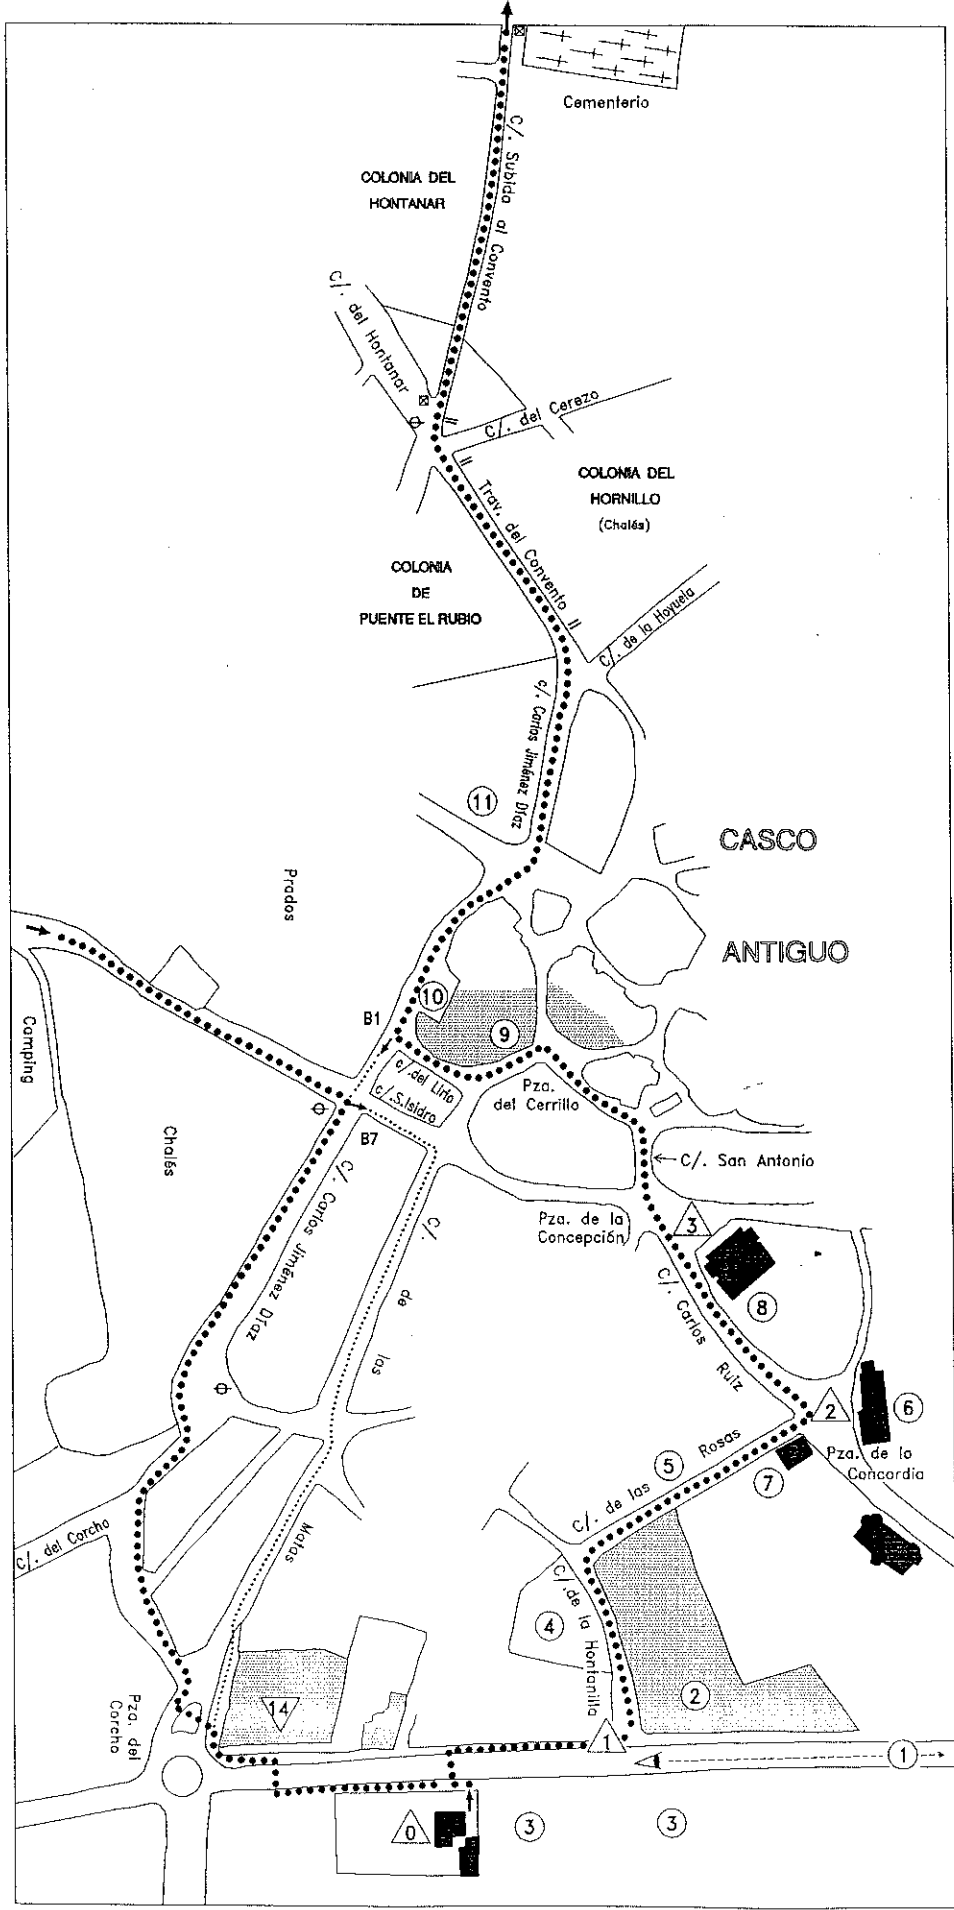 Cementerio
C/. Subida al Convento
COLONIA DEL
HONTANAR
C/. del Hontanar
C/. del Cerezo
COLONIA DEL
HORNILLO
(Chalés)
Trav. del Convento
COLONIA
DE
PUENTE EL RUBIO
C/. de la Hoyuela
c/. Carlos Jiménez Díaz
11
CASCO
Prados
ANTIGUO
10
B1
9
Camping
c/. del Lirio
c/. S. Isidro
Pza.
del Cerrillo
Chalés
B7
C/. San Antonio
C/. Carlos Jiménez Díaz
C/. de las Matas
Pza. de la
Concepción
3
8
C/. Carlos Ruiz
2
6
C/. de las Rosas
5
7
Pza. de la
Concordia
C/. del Corcho
C/. de la Hontanilla
4
2
14
Pza. del
Corcho
1
1
0
3
3